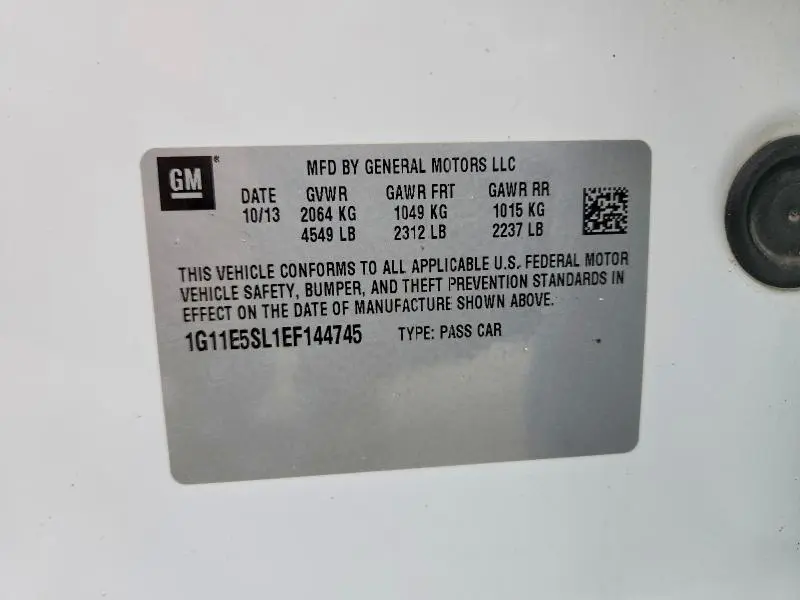 GM®
MFD BY GENERAL MOTORS LLC
DATE GVWR GAWR FRT GAWR RR
10/13 2064 KG 1049 KG 1015 KG
4549 LB 2312 LB 2237 LB
THIS VEHICLE CONFORMS TO ALL APPLICABLE U.S. FEDERAL MOTOR
VEHICLE SAFETY, BUMPER, AND THEFT PREVENTION STANDARDS IN
EFFECT ON THE DATE OF MANUFACTURE SHOWN ABOVE.
1G11E5SL1EF144745 TYPE: PASS CAR